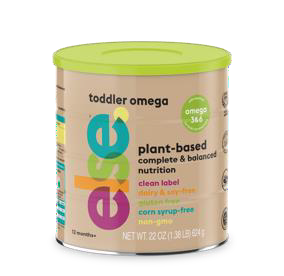 toddler omega
omega
3&6
else.
plant-based
complete & balanced
nutrition
clean label
dairy & soy-free
gluten-free
corn syrup-free
non-gmo
12 months+
NET WT. 22 OZ (1.38 LB) 624 g